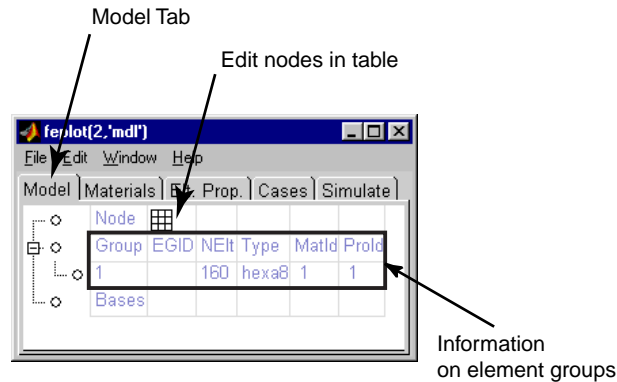 Model Tab
Edit nodes in table
feplot(2,'mdl')
File Edit Window Help
Model Materials Prop. Cases Simulate
Node
Group EGID NElt Type MatId ProId
1 160 hexa8 1 1
Bases
Information
on element groups